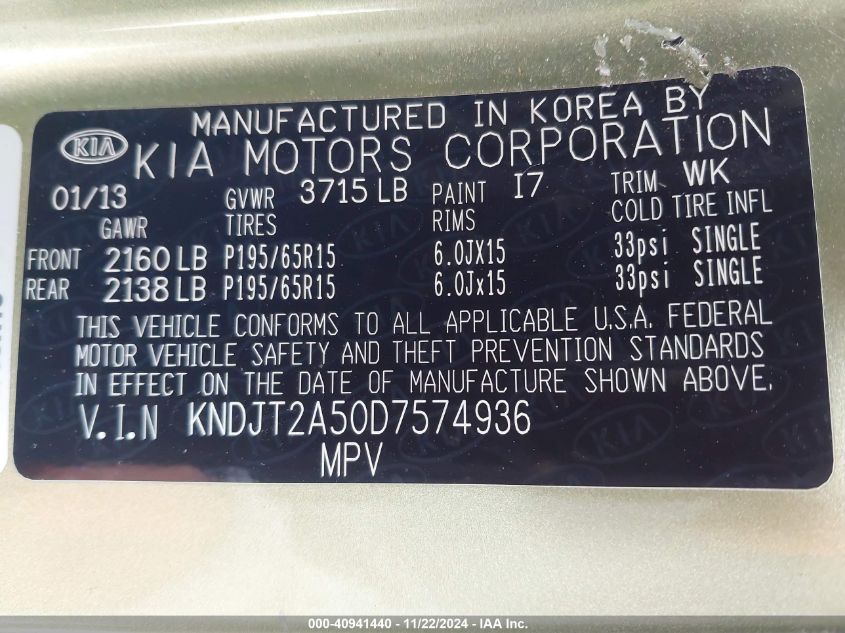 MANUFACTURED IN KOREA BY
KIA KIA MOTORS CORPORATION
01/13 GVWR 3715 LB PAINT I7 TRIM WK
GAWR TIRES RIMS COLD TIRE INFL
FRONT 2160 LB P195/65R15 6.0JX15 33psi SINGLE
REAR 2138 LB P195/65R15 6.0Jx15 33psi SINGLE
THIS VEHICLE CONFORMS TO ALL APPLICABLE U.S.A. FEDERAL
MOTOR VEHICLE SAFETY AND THEFT PREVENTION STANDARDS
IN EFFECT ON THE DATE OF MANUFACTURE SHOWN ABOVE.
V.I.N KNDJT2A50D7574936
MPV
000-40941440 - 11/22/2024 - IAA Inc.